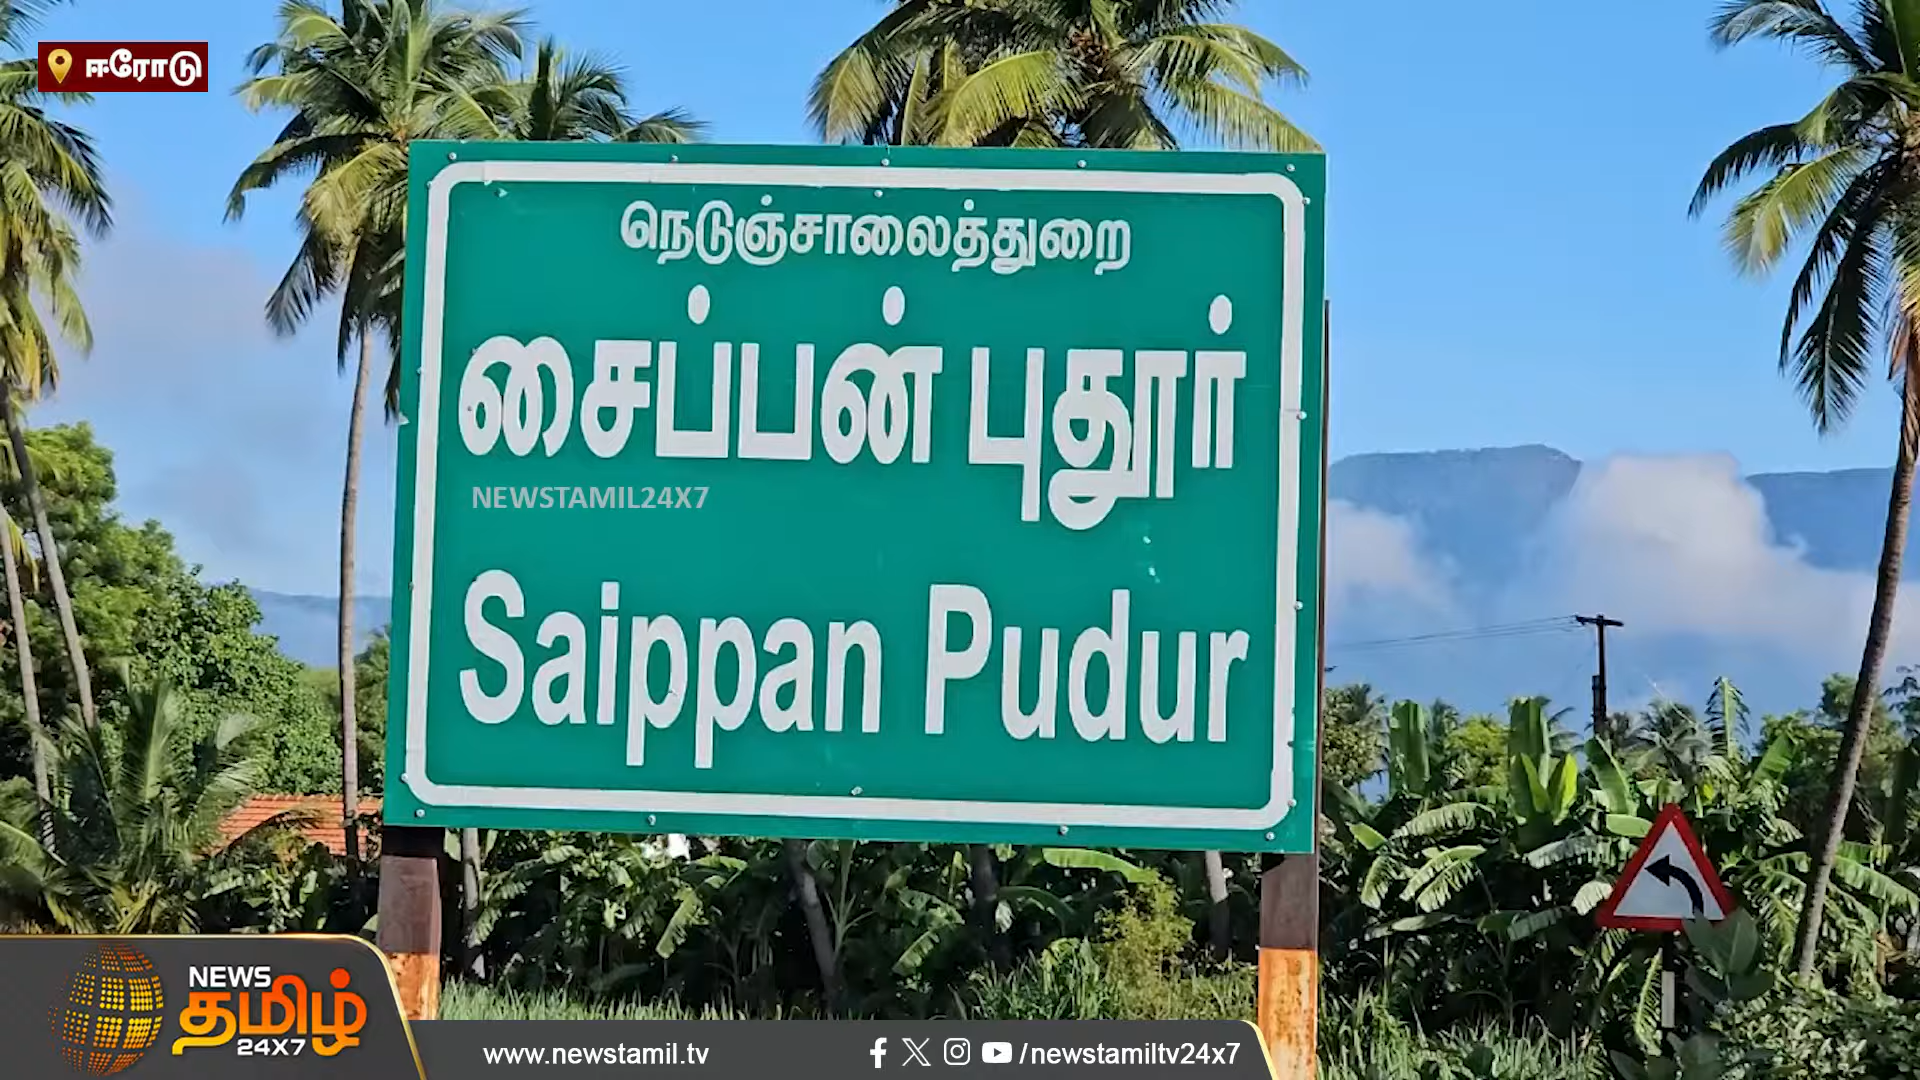 ஈரோடு
நெடுஞ்சாலைத்துறை
சைப்பன் புதூர்
NEWSTAMIL24X7
Saippan Pudur
NEWS
தமிழ்
24X7
www.newstamil.tv
/newstamiltv24x7